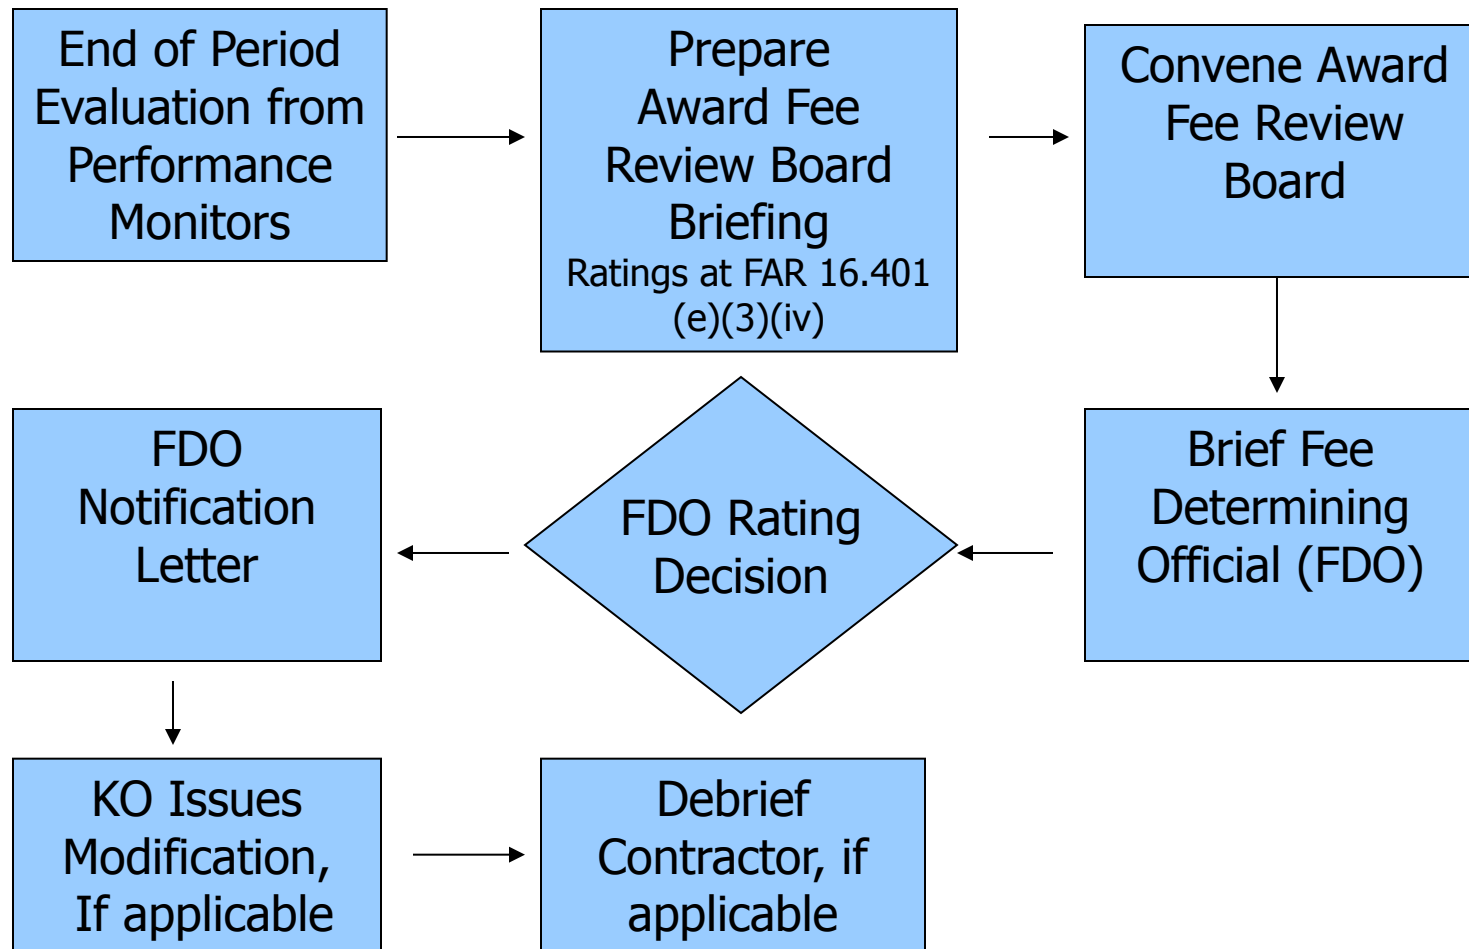 End of Period
Evaluation from
Performance
Monitors
Prepare
Award Fee
Review Board
Briefing
Ratings at FAR 16.401
(e)(3)(iv)
Convene Award
Fee Review
Board
Brief Fee
Determining
Official (FDO)
FDO Rating
Decision
FDO
Notification
Letter
KO Issues
Modification,
If applicable
Debrief
Contractor, if
applicable